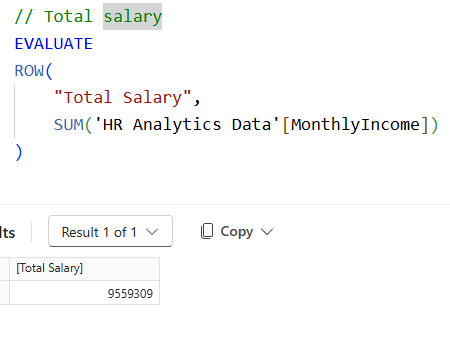 // Total salary
EVALUATE
ROW(
"Total Salary",
SUM('HR Analytics Data'[MonthlyIncome])
)
lts Result 1 of 1 Copy
[Total Salary]
9559309